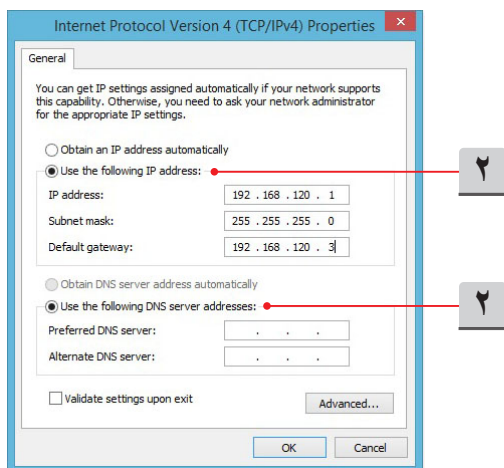 Internet Protocol Version 4 (TCP/IPv4) Properties
General
You can get IP settings assigned automatically if your network supports
this capability. Otherwise, you need to ask your network administrator
for the appropriate IP settings.
Obtain an IP address automatically
Use the following IP address:
۲
IP address: 192 . 168 . 120 . 1
Subnet mask: 255 . 255 . 255 . 0
Default gateway: 192 . 168 . 120 . 3
Obtain DNS server address automatically
Use the following DNS server addresses:
۲
Preferred DNS server: . . .
Alternate DNS server: . . .
Validate settings upon exit
Advanced...
OK Cancel